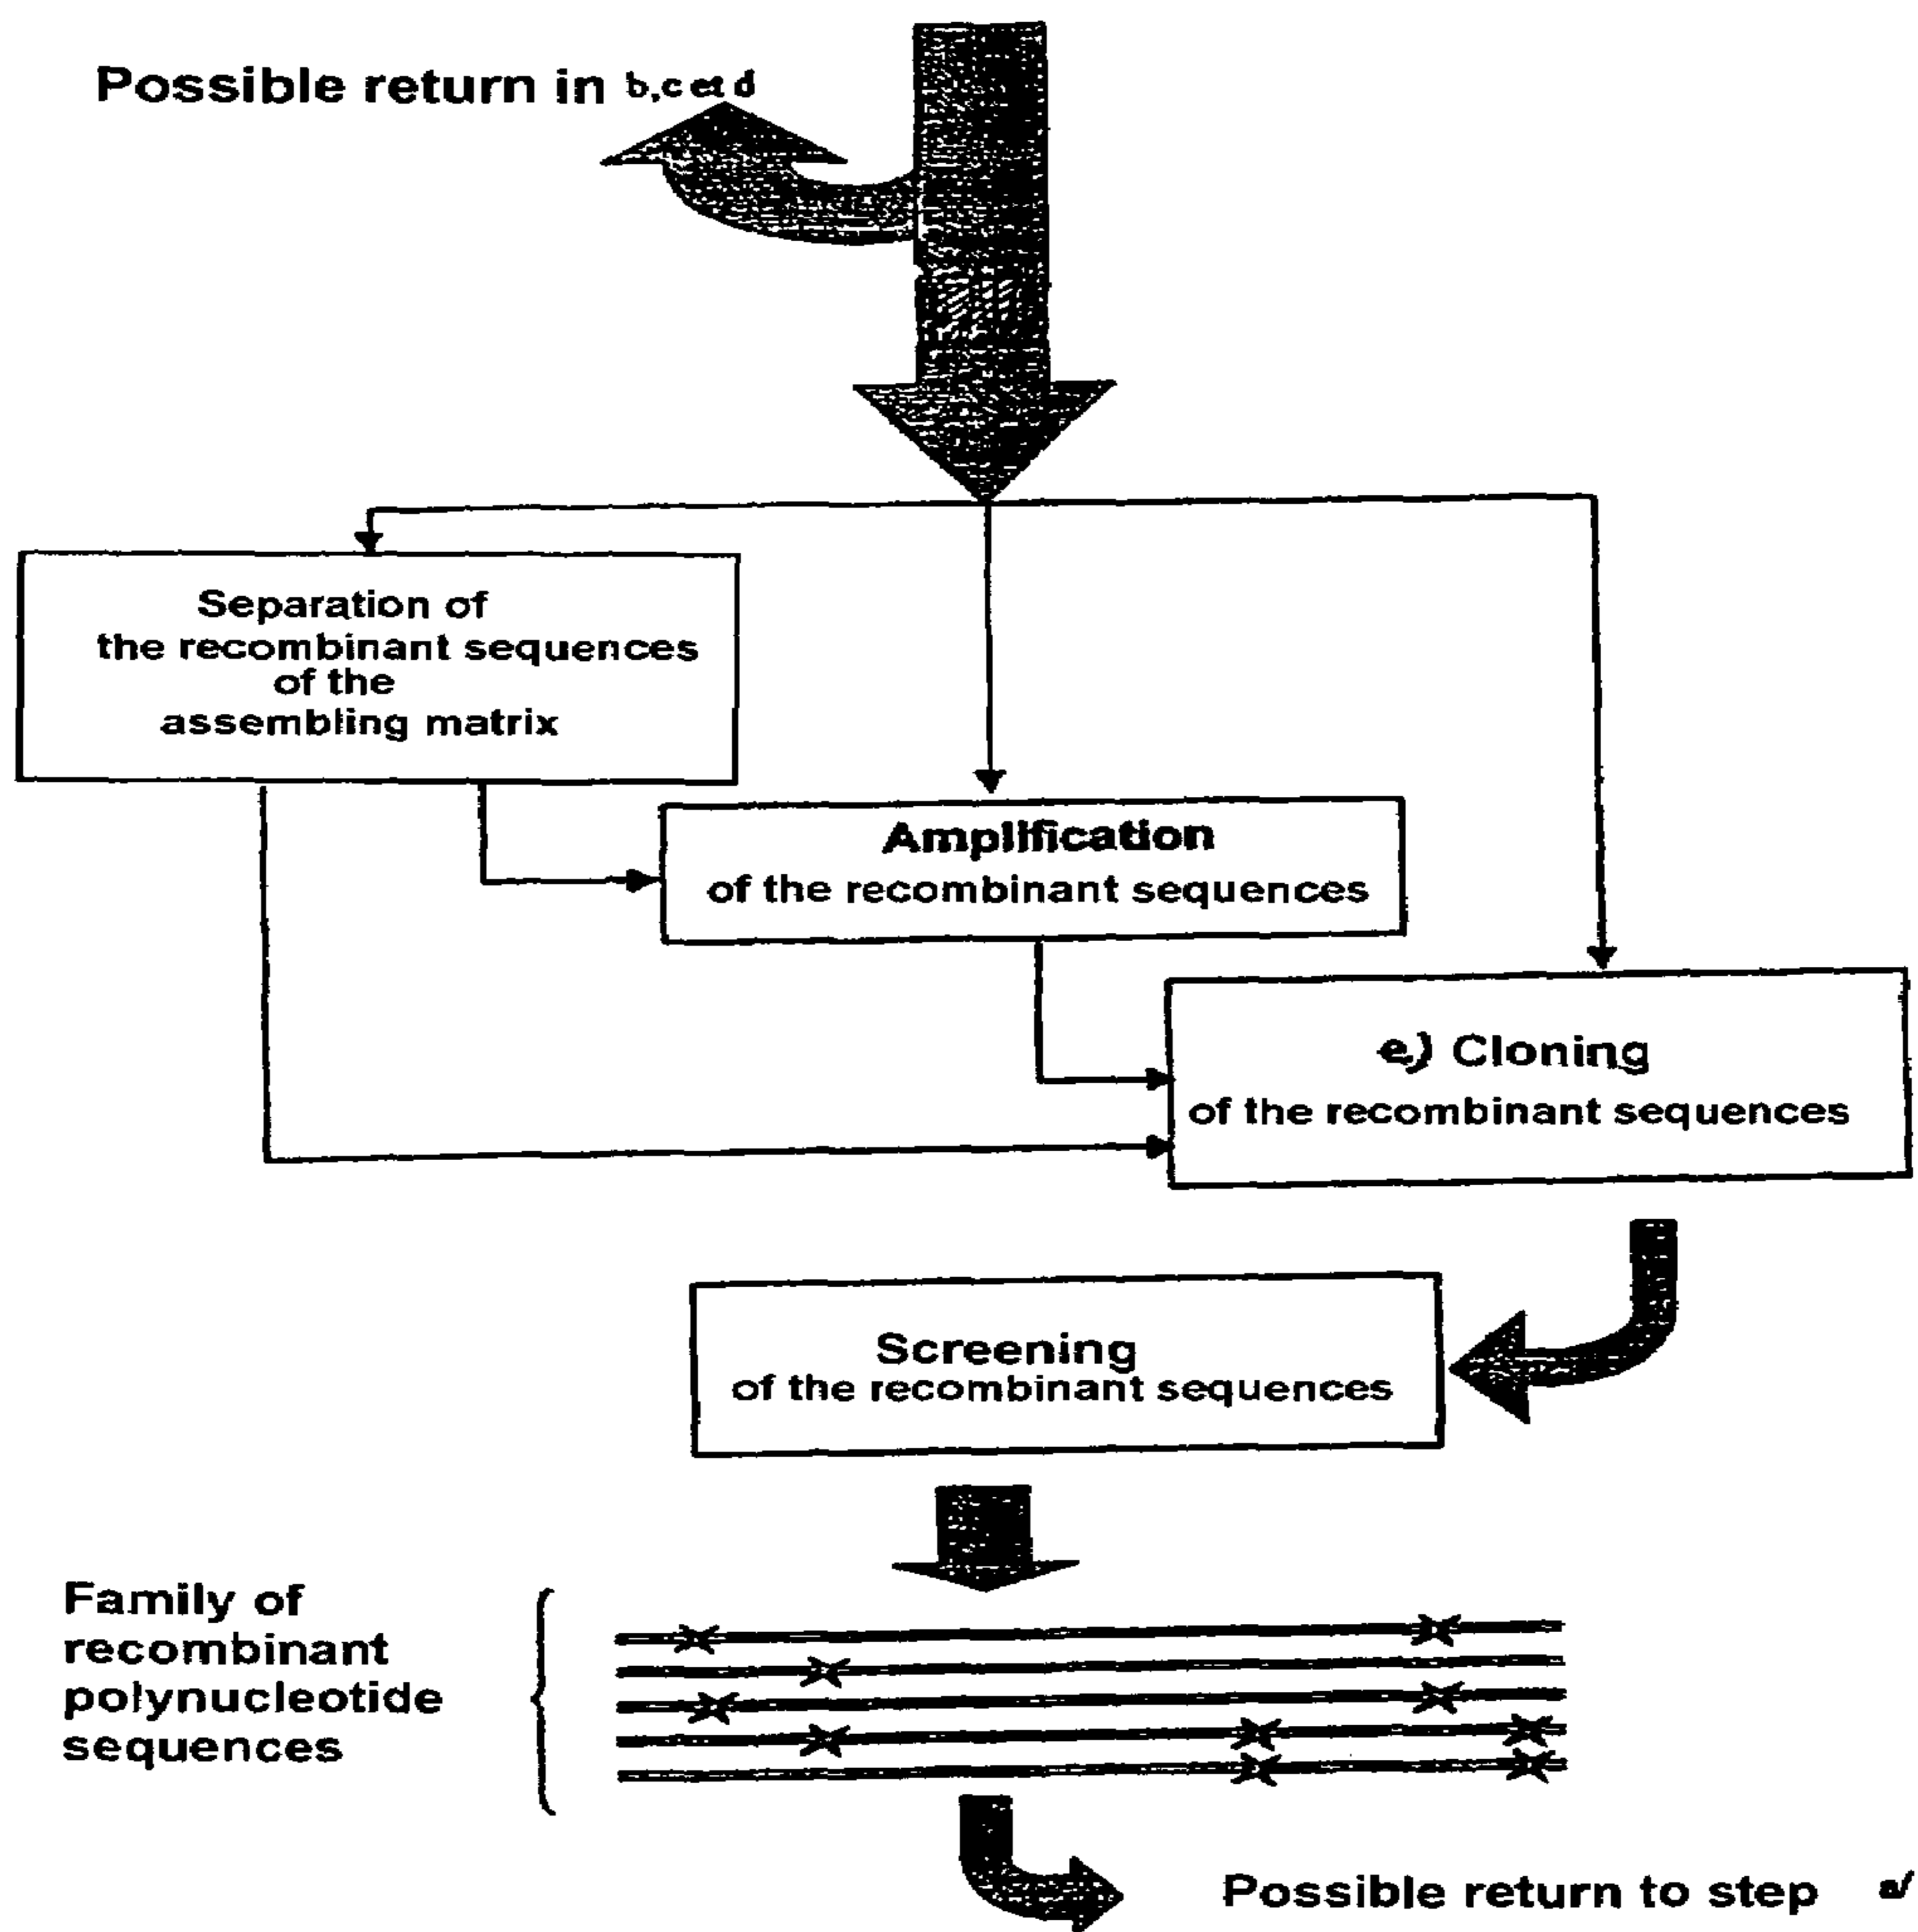 Possible return in b,c et d
Separation of
the recombinant sequences
of the
assembling matrix
Amplification
of the recombinant sequences
e) Cloning
of the recombinant sequences
Screening
of the recombinant sequences
Family of
recombinant
polynucleotide
sequences
Possible return to step a/